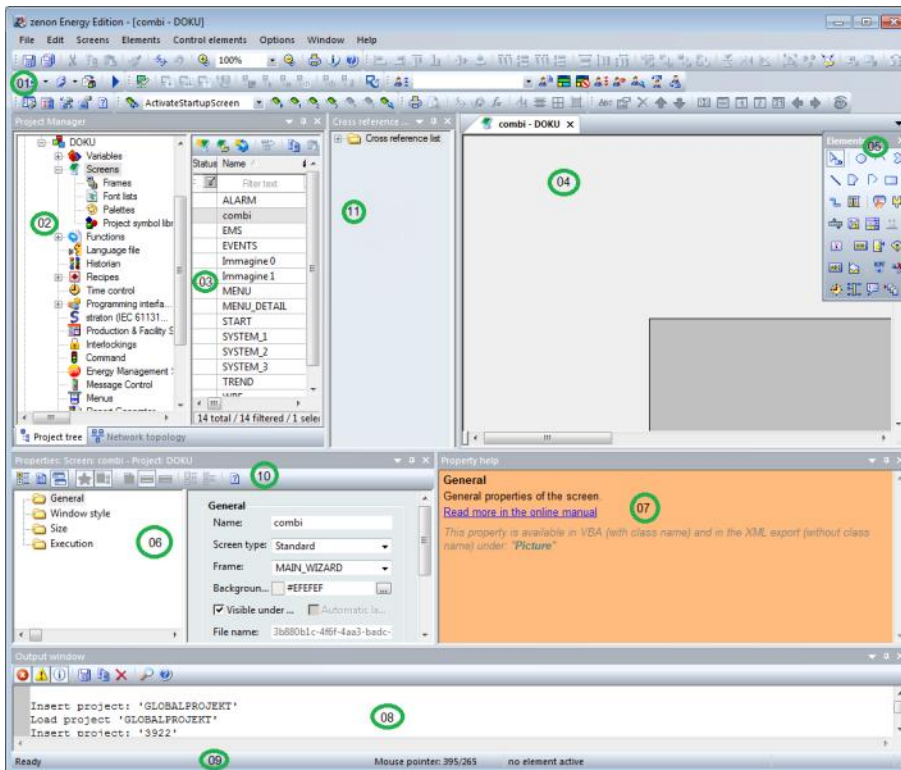 zenon Energy Edition - [combi - DOKU]
File Edit Screens Elements Control elements Options Window Help
100%
01
ActivateStartupScreen
Project Manager
DOKU
Variables
Screens
Frames
Font lists
Palettes
Project symbol libr
02
Functions
Language file
Historian
Recipes
Time control
Programming interfa...
straton (IEC 61131...
Production & Facility S
Interlockings
Command
Energy Management
Message Control
Menus
Report Generator
Project tree
Network topology
Status Name
Filter text
ALARM
combi
EMS
EVENTS
Immagine 0
Immagine 1
03
MENU
MENU_DETAIL
START
SYSTEM_1
SYSTEM_2
SYSTEM_3
TREND
14 total / 14 filtered / 1 selec
Cross reference ...
Cross reference list
11
combi - DOKU
04
05
Properties: Screen: combi - Project: DOKU
10
General
Window style
Size
Execution
06
General
Name: combi
Screen type: Standard
Frame: MAIN_WIZARD
Backgroun... #EFEFEF
Visible under ... Automatic la...
File name: 3b880b1c-4f6f-4aa3-badc-
Property help
General
General properties of the screen.
Read more in the online manual
07
This property is available in VBA (with class name) and in the XML export (without class
name) under: "Picture"
Output window
Insert project: 'GLOBALPROJEKT'
Load project 'GLOBALPROJEKT'
Insert project: '3922'
08
Ready
09
Mouse pointer: 395/265
no element active